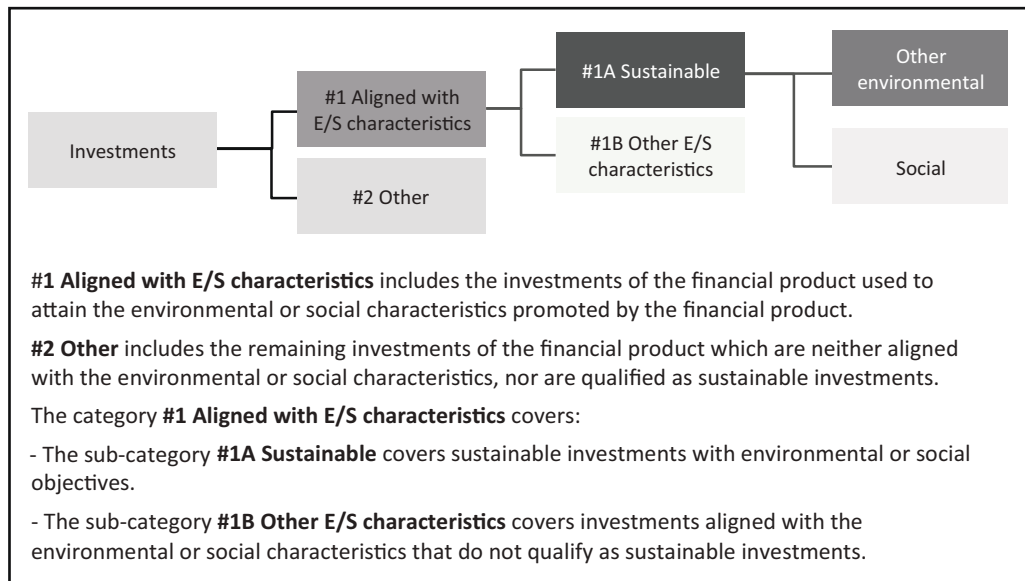 Investments
#1 Aligned with
E/S characteristics
#2 Other
#1A Sustainable
#1B Other E/S
characteristics
Other
environmental
Social
#1 Aligned with E/S characteristics includes the investments of the financial product used to
attain the environmental or social characteristics promoted by the financial product.
#2 Other includes the remaining investments of the financial product which are neither aligned
with the environmental or social characteristics, nor are qualified as sustainable investments.
The category #1 Aligned with E/S characteristics covers:
- The sub-category #1A Sustainable covers sustainable investments with environmental or social
objectives.
- The sub-category #1B Other E/S characteristics covers investments aligned with the
environmental or social characteristics that do not qualify as sustainable investments.